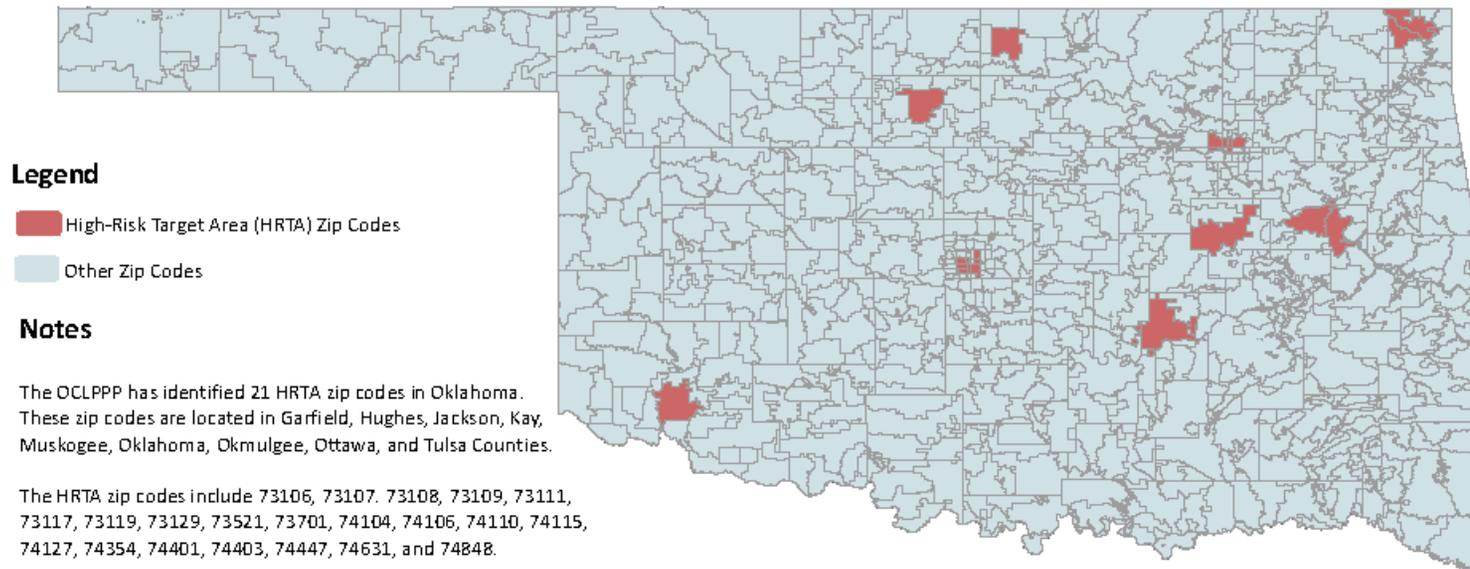 Legend
High-Risk Target Area (HRTA) Zip Codes
Other Zip Codes
Notes
The OCLPPP has identified 21 HRTA zip codes in Oklahoma.
These zip codes are located in Garfield, Hughes, Jackson, Kay,
Muskogee, Oklahoma, Okmulgee, Ottawa, and Tulsa Counties.
The HRTA zip codes include 73106, 73107. 73108, 73109, 73111,
73117, 73119, 73129, 73521, 73701, 74104, 74106, 74110, 74115,
74127, 74354, 74401, 74403, 74447, 74631, and 74848.